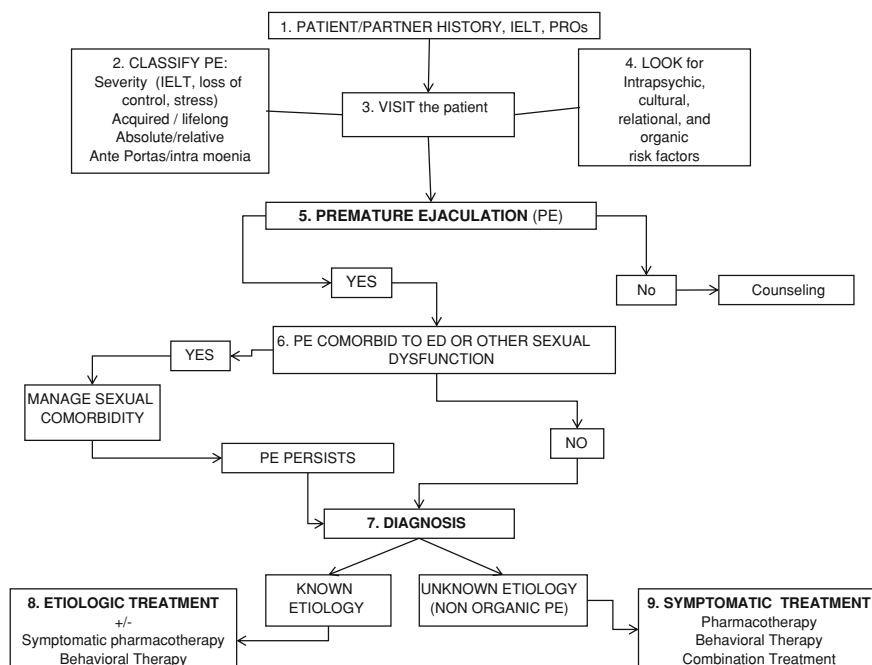 1. PATIENT/PARTNER HISTORY, IELT, PROs
2. CLASSIFY PE:
Severity (IELT, loss of
control, stress)
Acquired / lifelong
Absolute/relative
Ante Portas/intra moenia
3. VISIT the patient
4. LOOK for
Intrapsychic,
cultural,
relational, and
organic
risk factors
5. PREMATURE EJACULATION (PE)
YES
No
Counseling
6. PE COMORBID TO ED OR OTHER SEXUAL
DYSFUNCTION
YES
MANAGE SEXUAL
COMORBIDITY
NO
PE PERSISTS
7. DIAGNOSIS
KNOWN
ETIOLOGY
UNKNOWN ETIOLOGY
(NON ORGANIC PE)
8. ETIOLOGIC TREATMENT
+/-
Symptomatic pharmacotherapy
Behavioral Therapy
9. SYMPTOMATIC TREATMENT
Pharmacotherapy
Behavioral Therapy
Combination Treatment